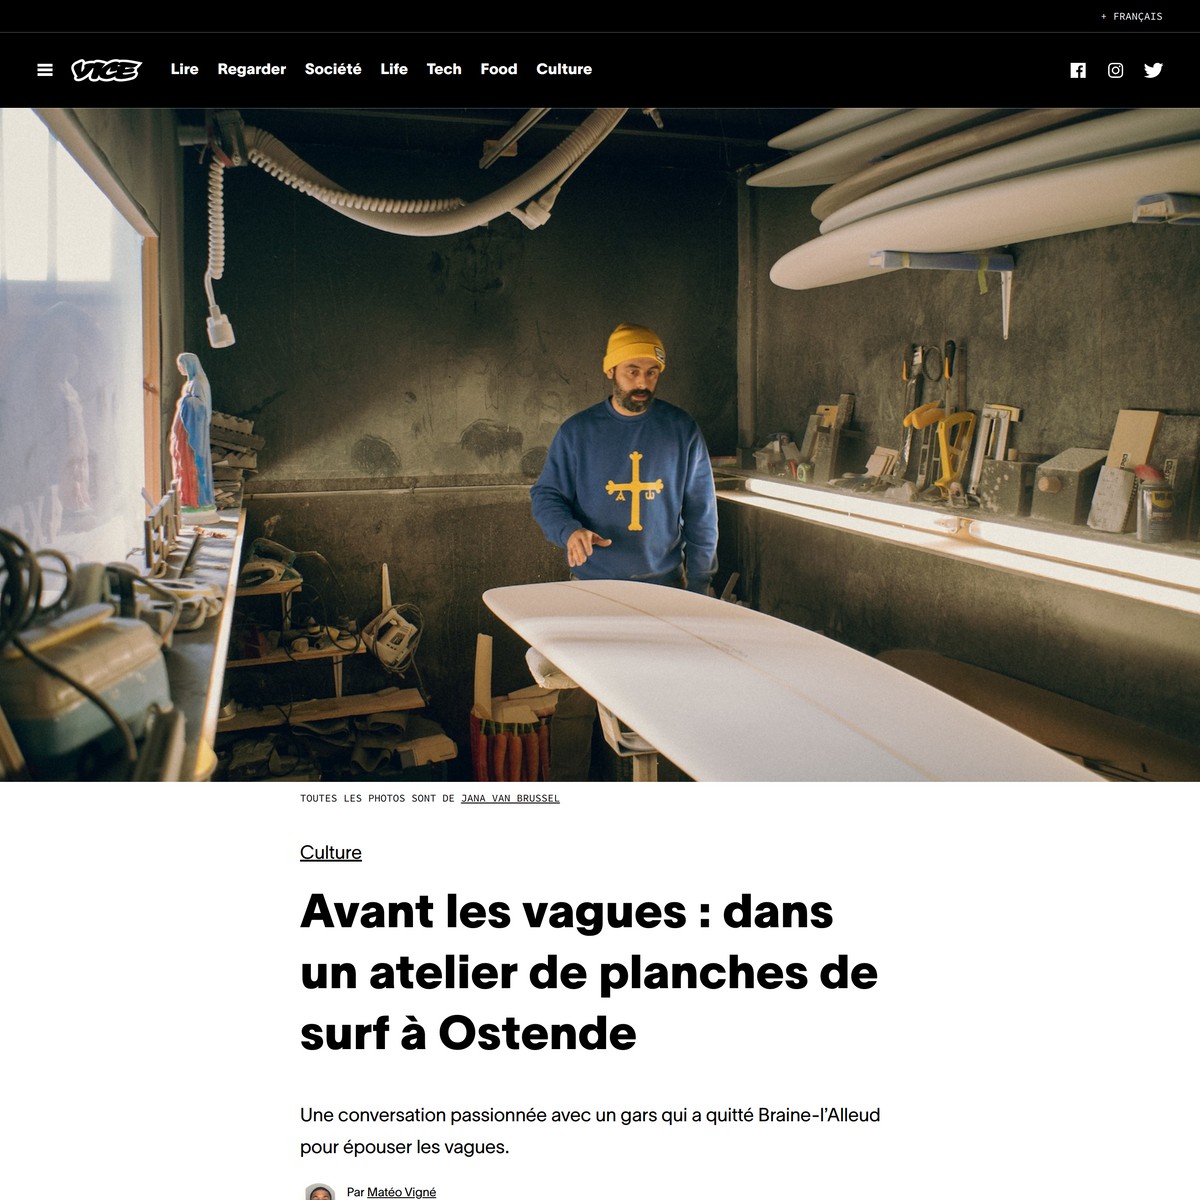 + FRANÇAIS
VICE
Lire Regarder Société Life Tech Food Culture
A ω
TOUTES LES PHOTOS SONT DE JANA VAN BRUSSEL
Culture
Avant les vagues : dans
un atelier de planches de
surf à Ostende
Une conversation passionnée avec un gars qui a quitté Braine-l’Alleud
pour épouser les vagues.
Par Matéo Vigné